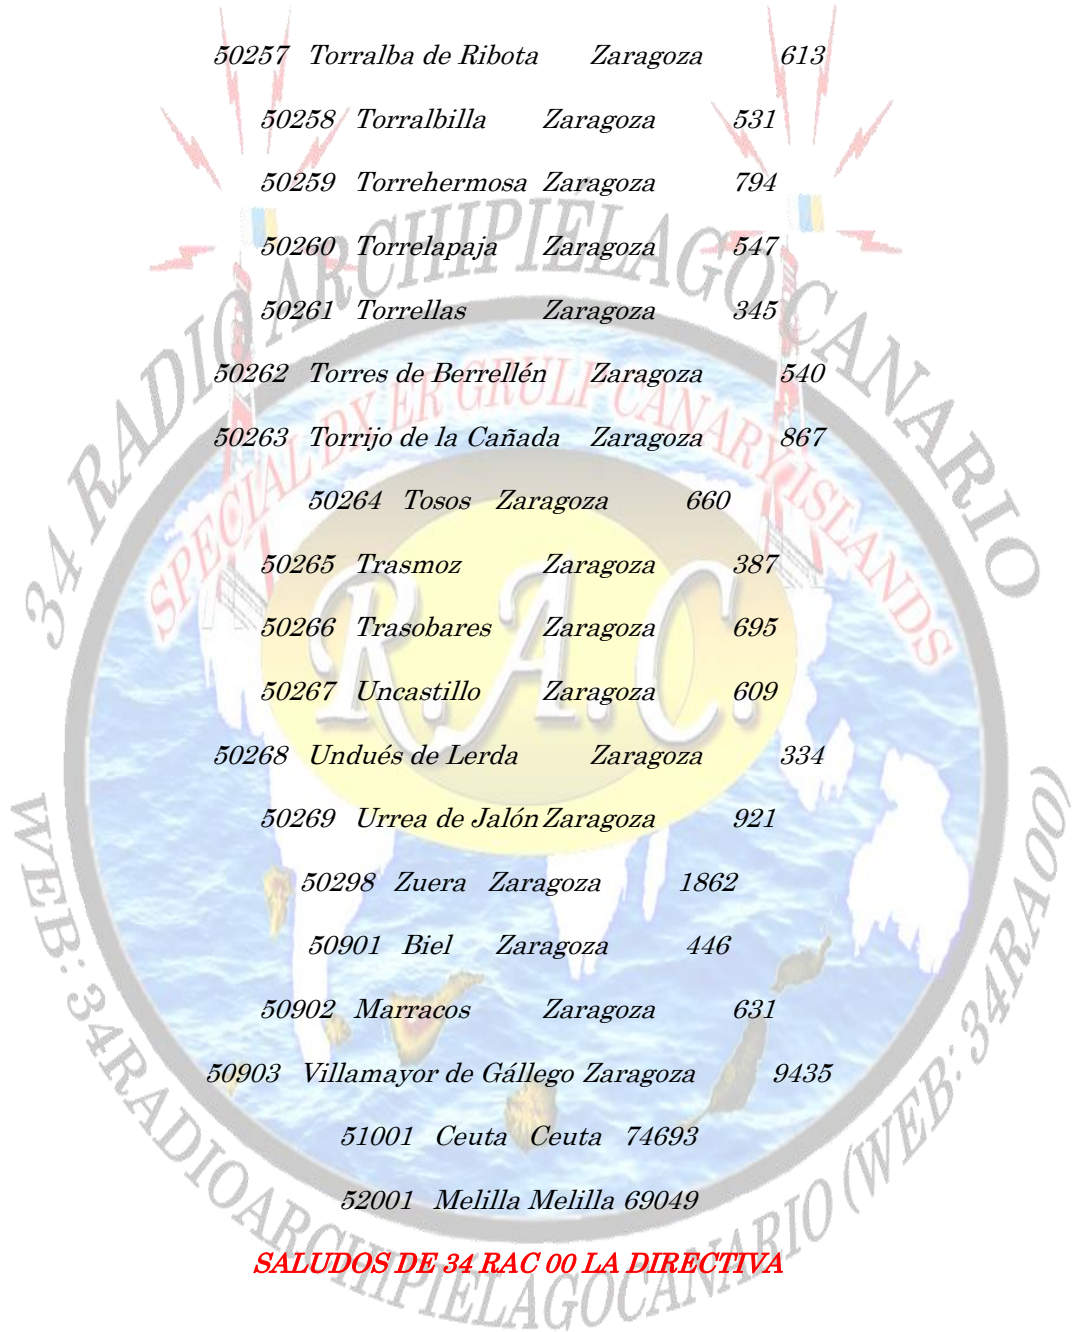 50257 Torralba de Ribota Zaragoza 613
50258 Torralbilla Zaragoza 531
50259 Torrehermosa Zaragoza 794
50260 Torrelapaja Zaragoza 547
50261 Torrellas Zaragoza 345
50262 Torres de Berrellén Zaragoza 540
50263 Torrijo de la Cañada Zaragoza 867
50264 Tosos Zaragoza 660
50265 Trasmoz Zaragoza 387
50266 Trasobares Zaragoza 695
50267 Uncastillo Zaragoza 609
50268 Undués de Lerda Zaragoza 334
50269 Urrea de Jalón Zaragoza 921
50298 Zuera Zaragoza 1862
50901 Biel Zaragoza 446
50902 Marracos Zaragoza 631
50903 Villamayor de Gállego Zaragoza 9435
51001 Ceuta Ceuta 74693
52001 Melilla Melilla 69049
SALUDOS DE 34 RAC 00 LA DIRECTIVA
34 RADIO ARCHIPIÉLAGO CANARIO
SPECIAL DX ER GRULP CANARY ISLANDS
R.A.C.
WEB: 34RADIOARCHIPIÉLAGOCANARIO (WEB: 34RA00)